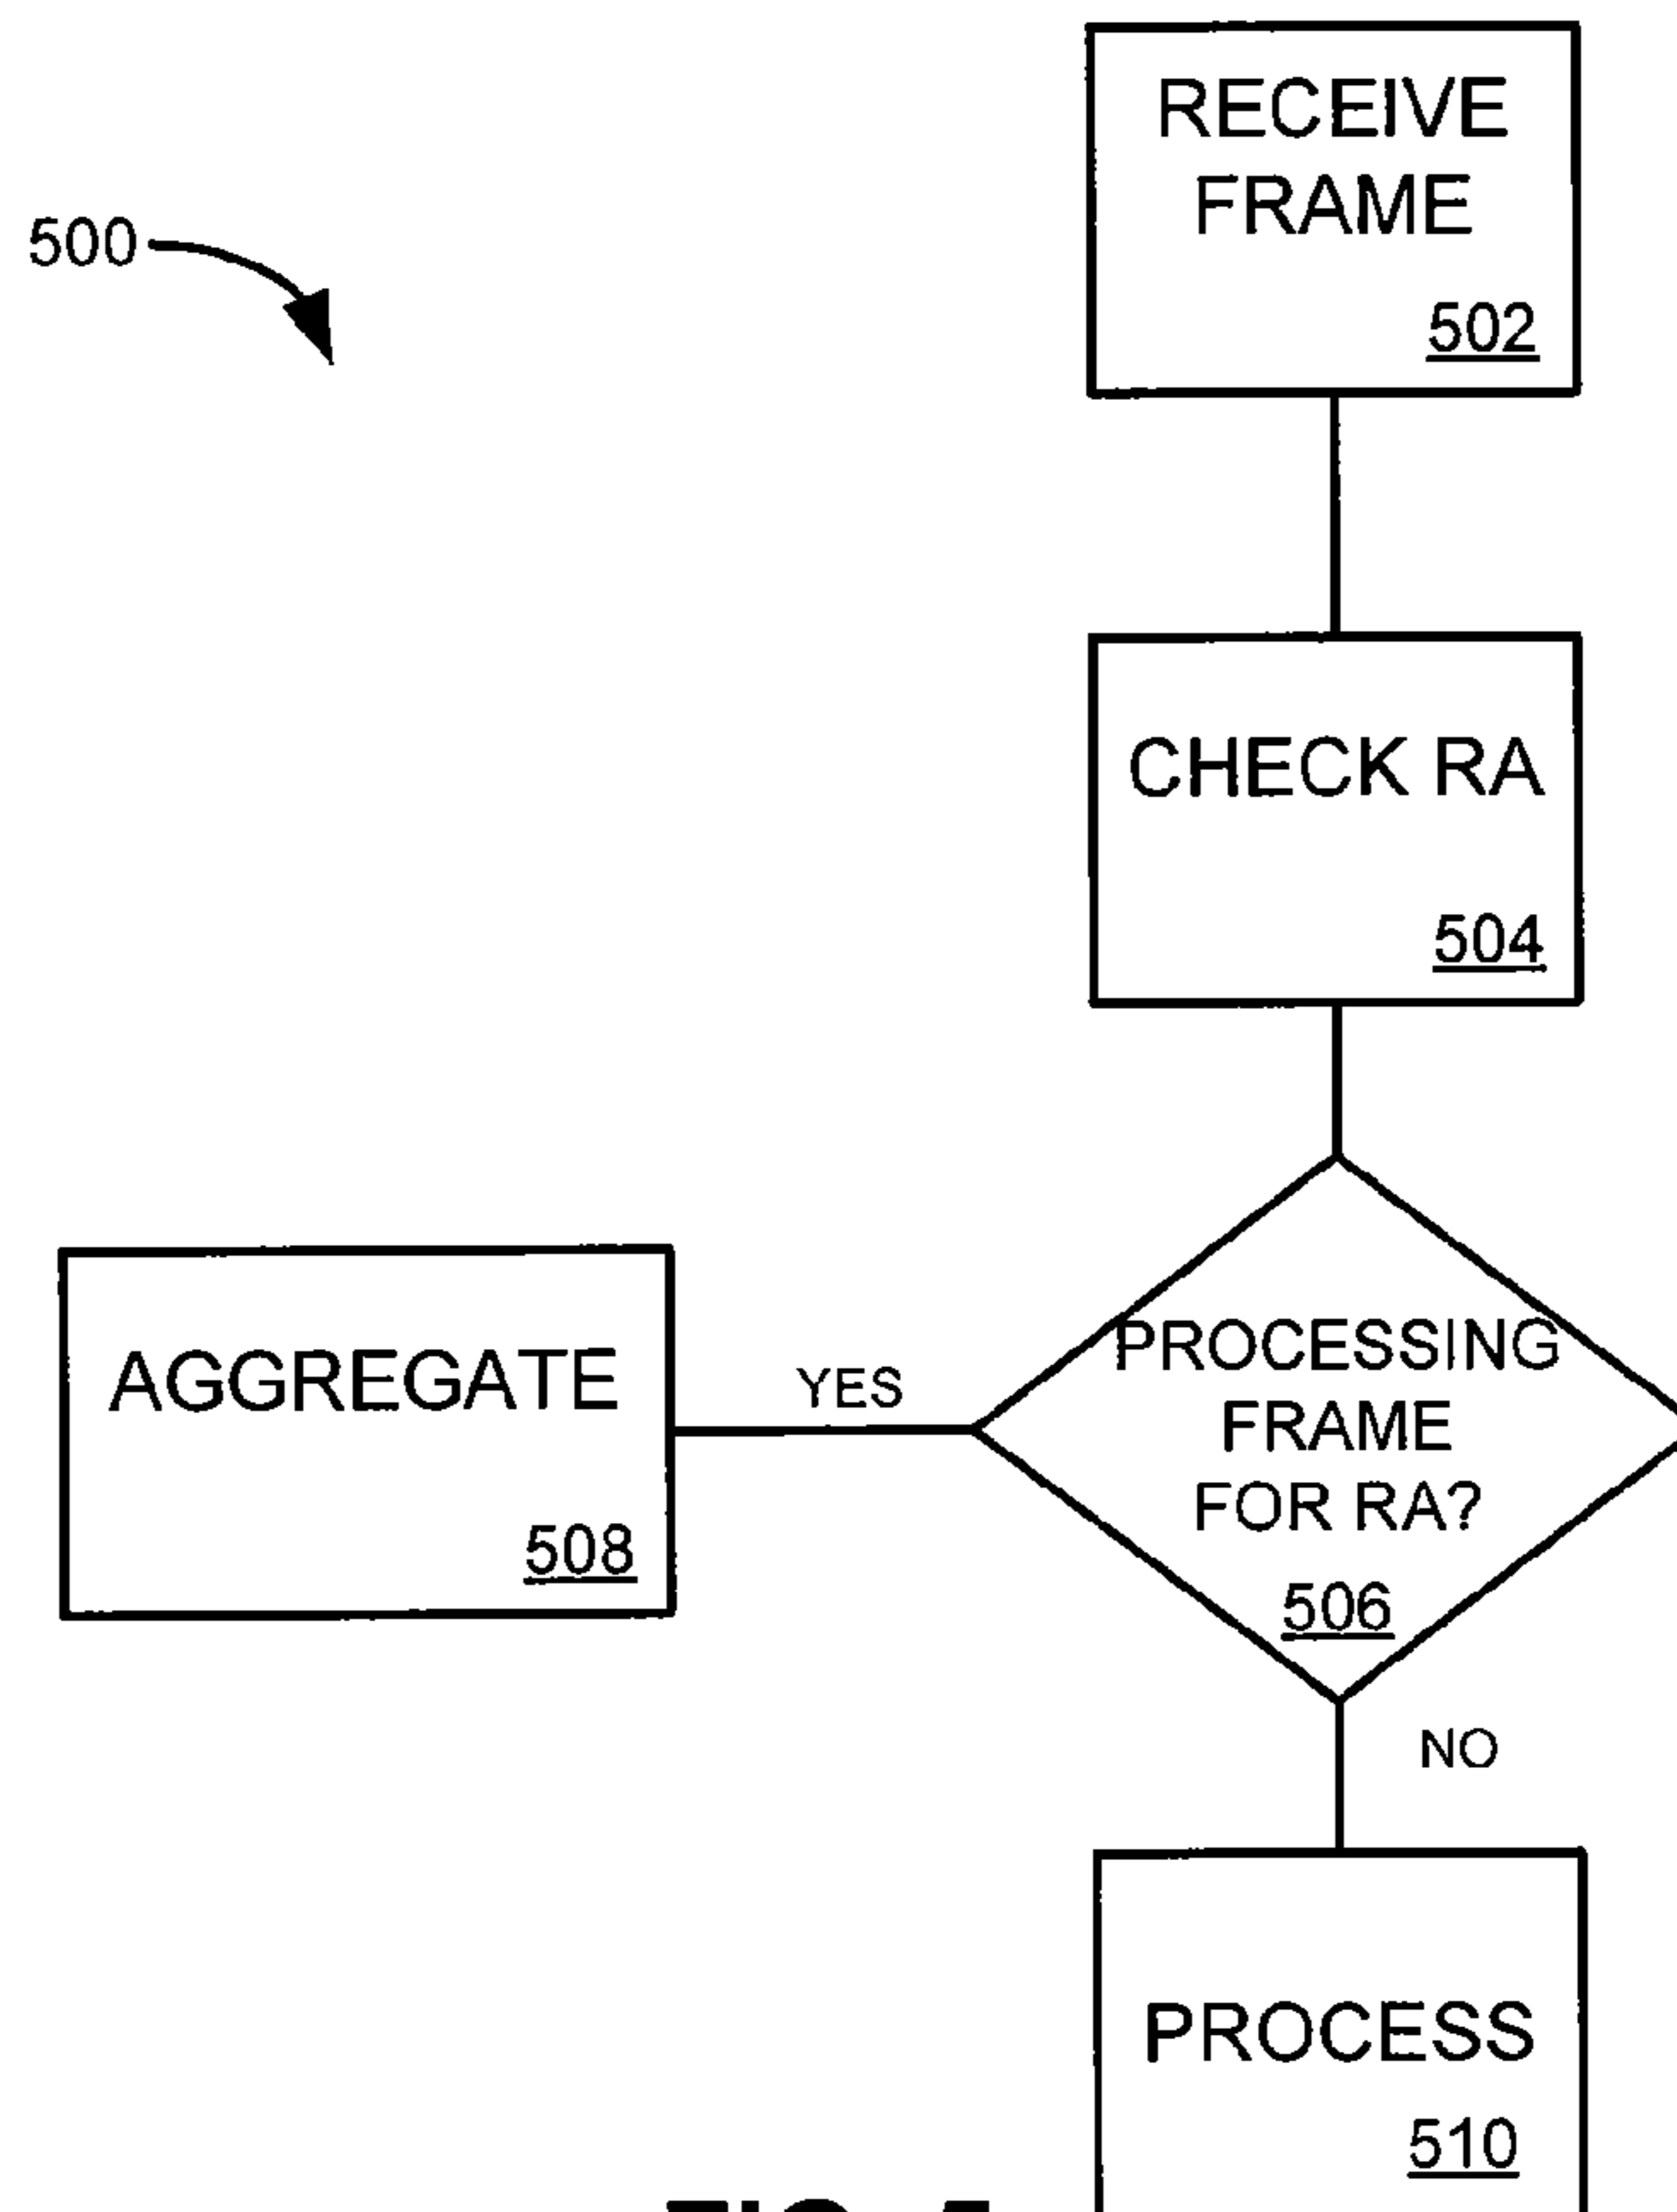 RECEIVE
FRAME
502
500
CHECK RA
504
PROCESSING
FRAME
FOR RA?
506
YES
AGGREGATE
508
NO
PROCESS
510